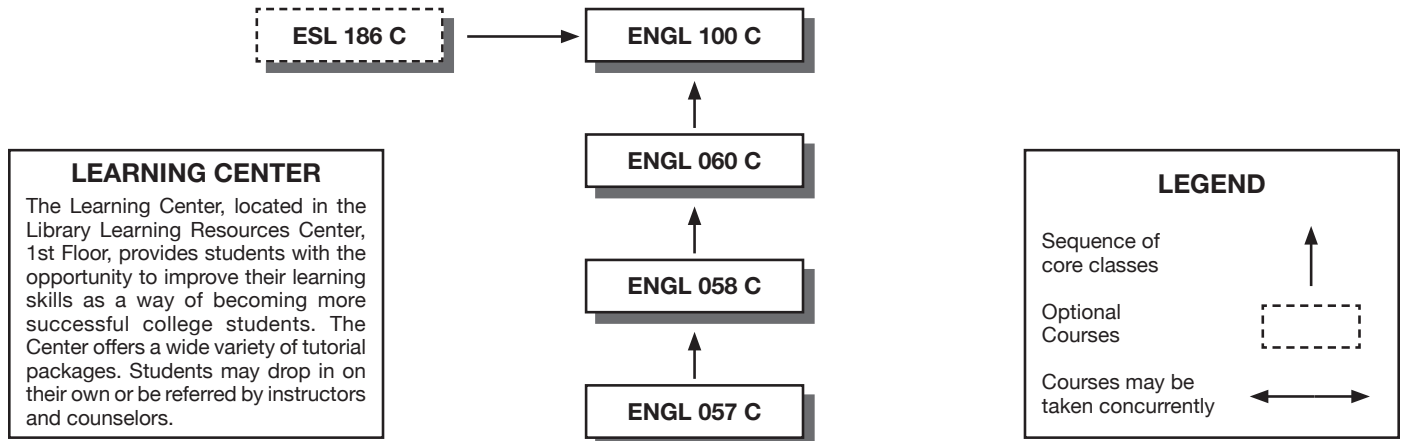 ESL 186 C
ENGL 100 C
ENGL 060 C
ENGL 058 C
ENGL 057 C
LEARNING CENTER
The Learning Center, located in the
Library Learning Resources Center,
1st Floor, provides students with the
opportunity to improve their learning
skills as a way of becoming more
successful college students. The
Center offers a wide variety of tutorial
packages. Students may drop in on
their own or be referred by instructors
and counselors.
LEGEND
Sequence of
core classes
Optional
Courses
Courses may be
taken concurrently